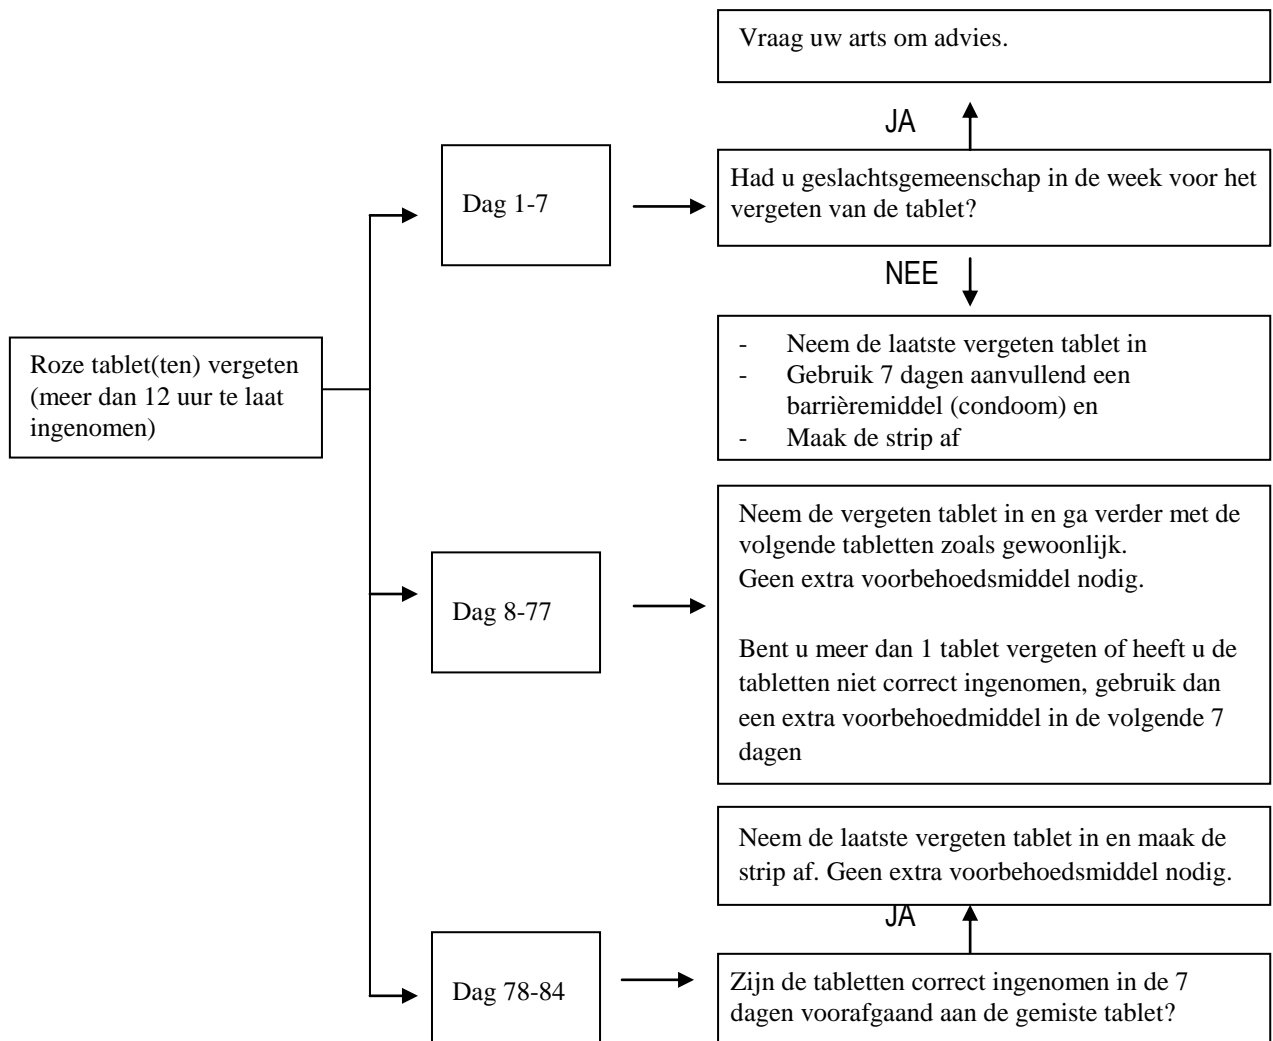 Roze tablet(ten) vergeten
(meer dan 12 uur te laat
ingenomen)
Dag 1-7
Had u geslachtsgemeenschap in de week voor het
vergeten van de tablet?
JA
Vraag uw arts om advies.
NEE
- Neem de laatste vergeten tablet in
- Gebruik 7 dagen aanvullend een
barrièremiddel (condoom) en
- Maak de strip af
Dag 8-77
Neem de vergeten tablet in en ga verder met de
volgende tabletten zoals gewoonlijk.
Geen extra voorbehoedsmiddel nodig.
Bent u meer dan 1 tablet vergeten of heeft u de
tabletten niet correct ingenomen, gebruik dan
een extra voorbehoedmiddel in de volgende 7
dagen
Dag 78-84
Zijn de tabletten correct ingenomen in de 7
dagen voorafgaand aan de gemiste tablet?
JA
Neem de laatste vergeten tablet in en maak de
strip af. Geen extra voorbehoedsmiddel nodig.